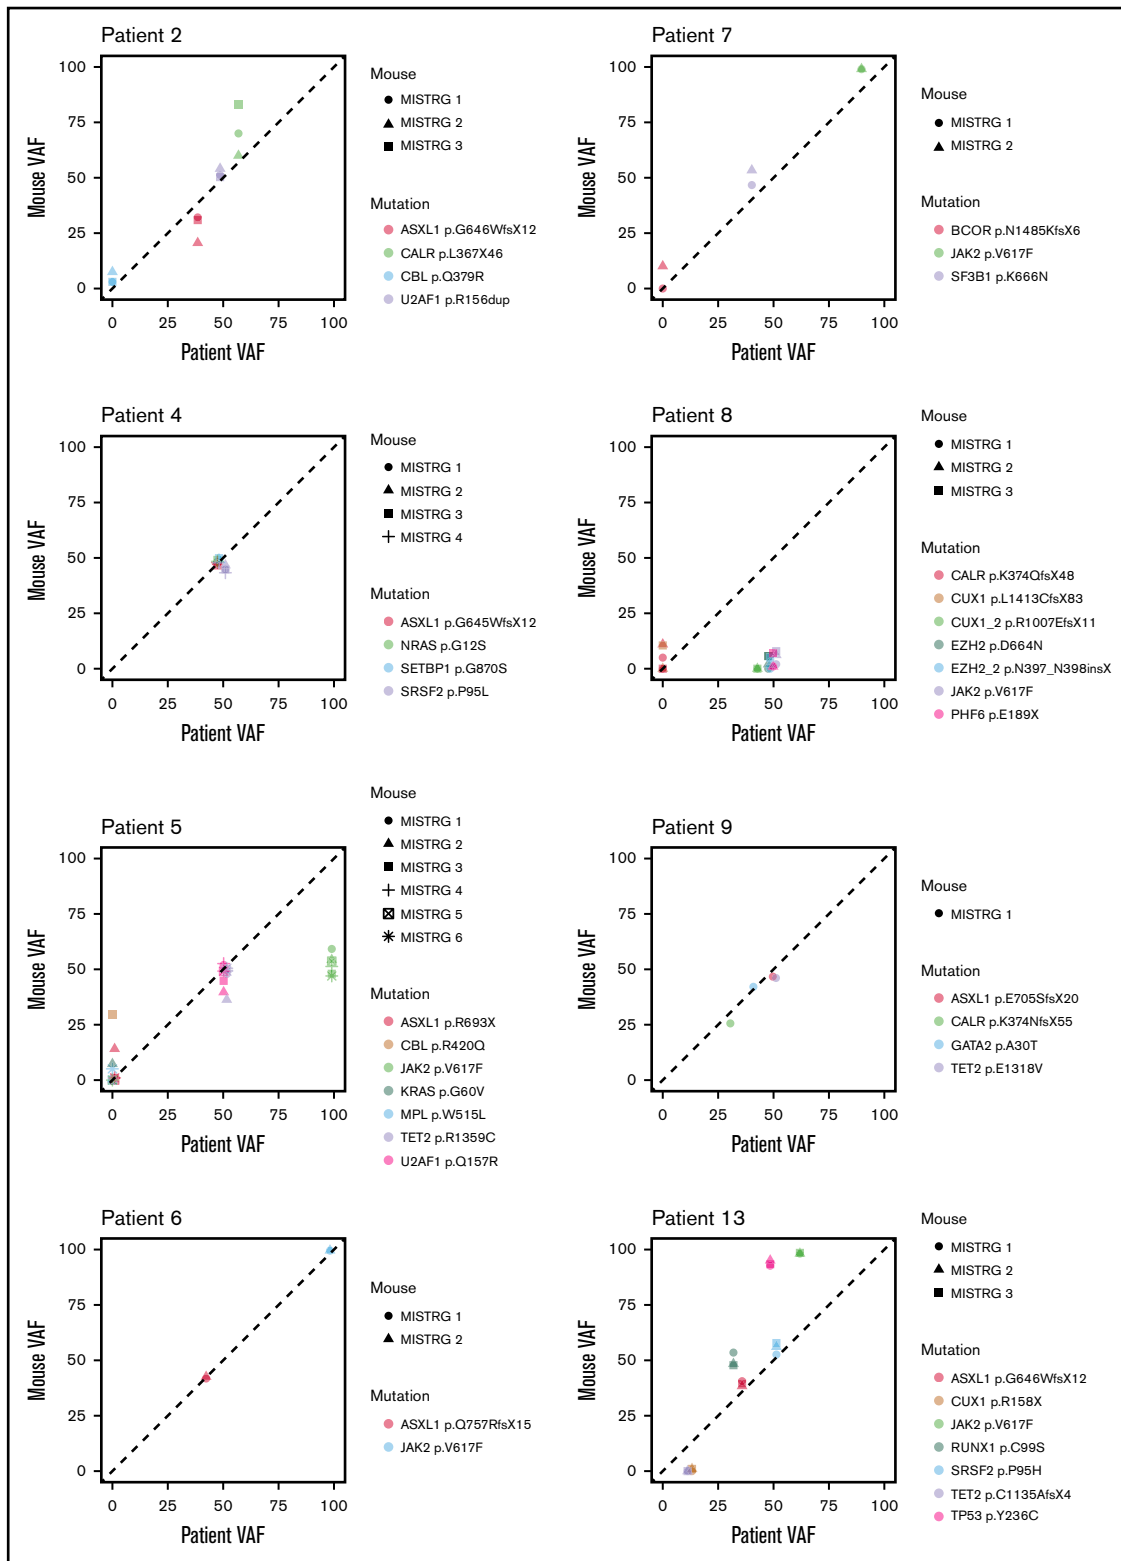 Patient 2
100
75
50
25
0
0 25 50 75 100
Mouse VAF
Patient VAF
Mouse
MISTRG 1
MISTRG 2
MISTRG 3
Mutation
ASXL1 p.G646WfsX12
CALR p.L367X46
CBL p.Q379R
U2AF1 p.R156dup
Patient 7
100
75
50
25
0
0 25 50 75 100
Mouse VAF
Patient VAF
Mouse
MISTRG 1
MISTRG 2
Mutation
BCOR p.N1485KfsX6
JAK2 p.V617F
SF3B1 p.K666N
Patient 4
100
75
50
25
0
0 25 50 75 100
Mouse VAF
Patient VAF
Mouse
MISTRG 1
MISTRG 2
MISTRG 3
MISTRG 4
Mutation
ASXL1 p.G645WfsX12
NRAS p.G12S
SETBP1 p.G870S
SRSF2 p.P95L
Patient 8
100
75
50
25
0
0 25 50 75 100
Mouse VAF
Patient VAF
Mouse
MISTRG 1
MISTRG 2
MISTRG 3
Mutation
CALR p.K374QfsX48
CUX1 p.L1413CfsX83
CUX1_2 p.R1007EfsX11
EZH2 p.D664N
EZH2_2 p.N397_N398insX
JAK2 p.V617F
PHF6 p.E189X
Patient 5
100
75
50
25
0
0 25 50 75 100
Mouse VAF
Patient VAF
Mouse
MISTRG 1
MISTRG 2
MISTRG 3
MISTRG 4
MISTRG 5
MISTRG 6
Mutation
ASXL1 p.R693X
CBL p.R420Q
JAK2 p.V617F
KRAS p.G60V
MPL p.W515L
TET2 p.R1359C
U2AF1 p.Q157R
Patient 9
100
75
50
25
0
0 25 50 75 100
Mouse VAF
Patient VAF
Mouse
MISTRG 1
Mutation
ASXL1 p.E705SfsX20
CALR p.K374NfsX55
GATA2 p.A30T
TET2 p.E1318V
Patient 6
100
75
50
25
0
0 25 50 75 100
Mouse VAF
Patient VAF
Mouse
MISTRG 1
MISTRG 2
Mutation
ASXL1 p.Q757RfsX15
JAK2 p.V617F
Patient 13
100
75
50
25
0
0 25 50 75 100
Mouse VAF
Patient VAF
Mouse
MISTRG 1
MISTRG 2
MISTRG 3
Mutation
ASXL1 p.G646WfsX12
CUX1 p.R158X
JAK2 p.V617F
RUNX1 p.C99S
SRSF2 p.P95H
TET2 p.C1135AfsX4
TP53 p.Y236C